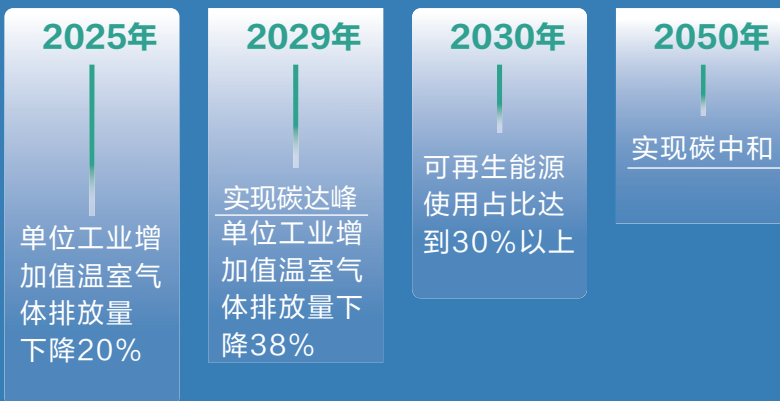 2025年
单位工业增
加值温室气
体排放量
下降20%
2029年
实现碳达峰
单位工业增
加值温室气
体排放量下
降38%
2030年
可再生能源
使用占比达
到30%以上
2050年
实现碳中和